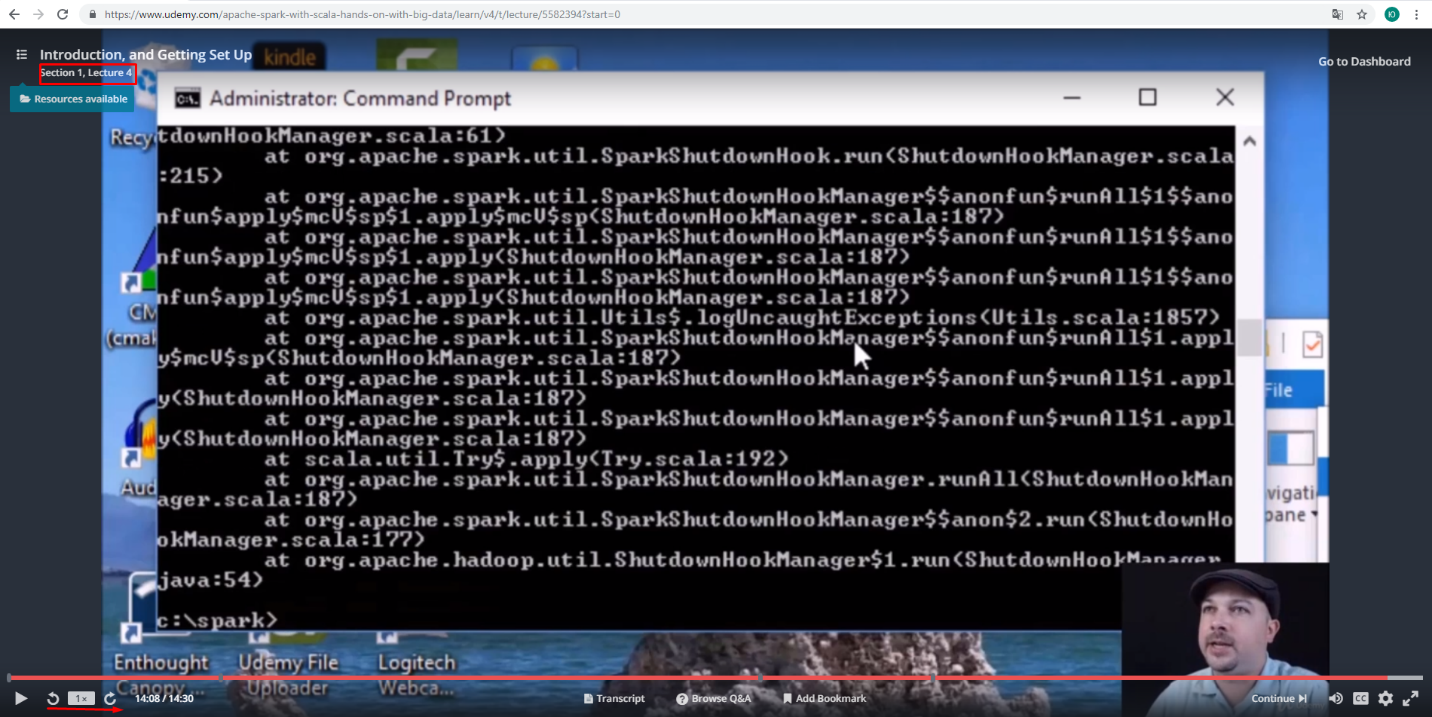 https://www.udemy.com/apache-spark-with-scala-hands-on-with-big-data/learn/v4/t/lecture/5582394?start=0
Introduction, and Getting Set Up
Section 1, Lecture 4
Resources available
Go to Dashboard
kindle
Administrator: Command Prompt
tdownHookManager.scala:61)
at org.apache.spark.util.SparkShutdownHook.run(ShutdownHookManager.scala
:215)
at org.apache.spark.util.SparkShutdownHookManager$$anonfun$runAll$1$$ano
nfun$apply$mcV$sp$1.apply$mcV$sp(ShutdownHookManager.scala:187)
at org.apache.spark.util.SparkShutdownHookManager$$anonfun$runAll$1$$ano
nfun$apply$mcV$sp$1.apply(ShutdownHookManager.scala:187)
at org.apache.spark.util.SparkShutdownHookManager$$anonfun$runAll$1$$ano
nfun$apply$mcV$sp$1.apply(ShutdownHookManager.scala:187)
at org.apache.spark.util.Utils$.logUncaughtExceptions(Utils.scala:1857)
at org.apache.spark.util.SparkShutdownHookManager$$anonfun$runAll$1.appl
y$mcV$sp(ShutdownHookManager.scala:187)
at org.apache.spark.util.SparkShutdownHookManager$$anonfun$runAll$1.appl
y(ShutdownHookManager.scala:187)
at org.apache.spark.util.SparkShutdownHookManager$$anonfun$runAll$1.appl
y(ShutdownHookManager.scala:187)
at scala.util.Try$.apply(Try.scala:192)
at org.apache.spark.util.SparkShutdownHookManager.runAll(ShutdownHookMan
ager.scala:187)
at org.apache.spark.util.SparkShutdownHookManager$$anon$2.run(ShutdownHo
okManager.scala:177)
at org.apache.hadoop.util.ShutdownHookManager$1.run(ShutdownHookManager
java:54)
c:\spark>
Recy
CM
(cmak
Aud
File
vigati
pane
Enthought
Canopy ...
Udemy File
Uploader
Logitech
Webca...
1x
14:08 / 14:30
Transcript
Browse Q&A
Add Bookmark
Continue
CC